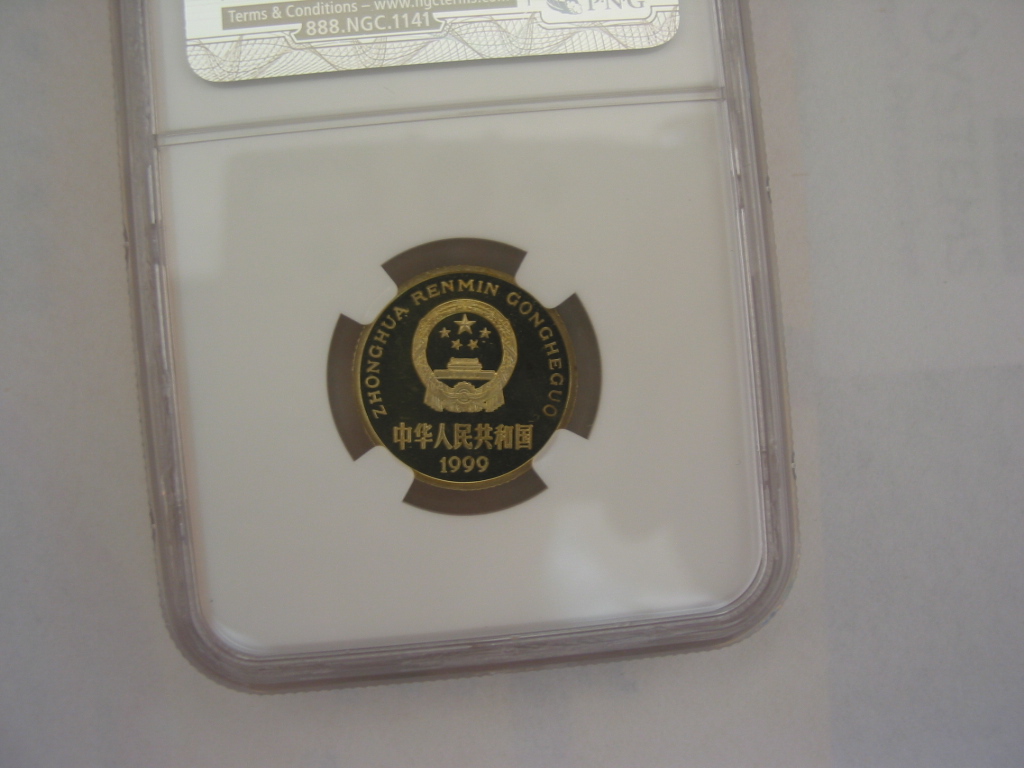 Terms & Conditions – www.ngcterms.com
888.NGC.1141
PNG
ZHONGHUA RENMIN GONGHEGUO
中华人民共和国
1999
SYSTEMS